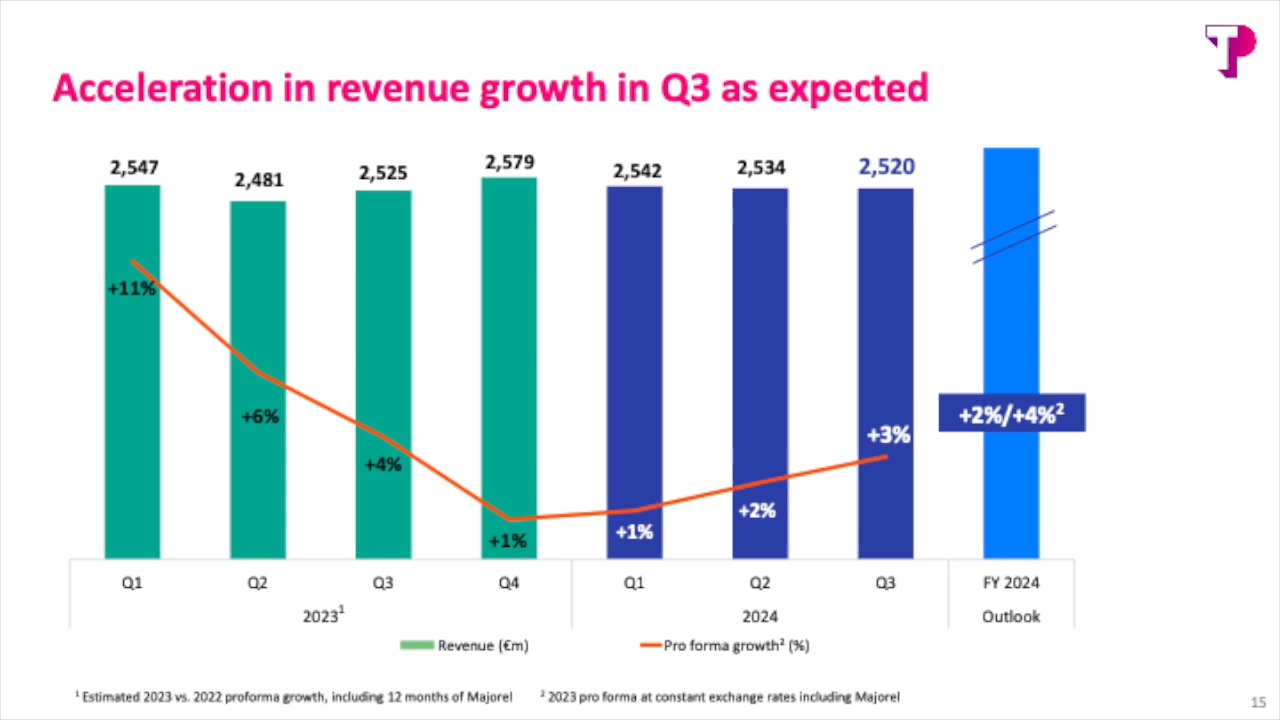 TP
Acceleration in revenue growth in Q3 as expected
2,547
2,481
2,525
2,579
2,542
2,534
2,520
+11%
+6%
+4%
+1%
+1%
+2%
+3%
+2%/+4%²
Q1
Q2
Q3
Q4
Q1
Q2
Q3
FY 2024
2023¹
2024
Outlook
Revenue (€m)
Pro forma growth² (%)
¹ Estimated 2023 vs. 2022 proforma growth, including 12 months of Majorel
² 2023 pro forma at constant exchange rates including Majorel
15